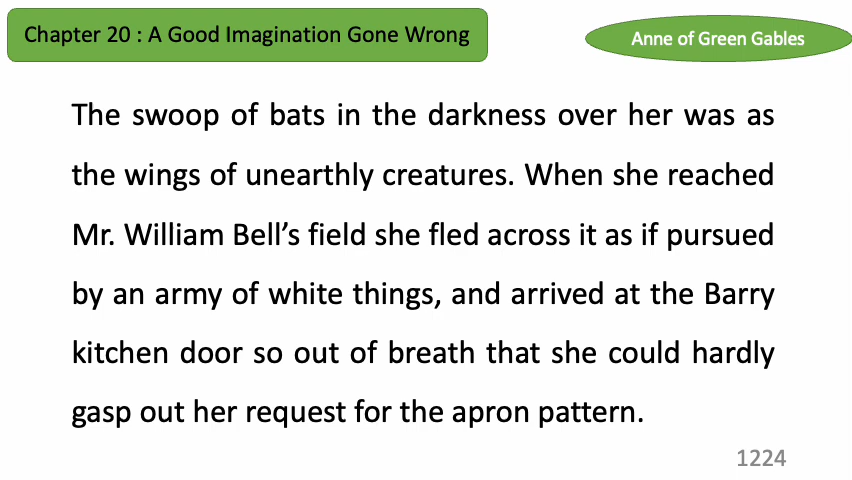 Chapter 20 : A Good Imagination Gone Wrong
Anne of Green Gables
The swoop of bats in the darkness over her was as
the wings of unearthly creatures. When she reached
Mr. William Bell’s field she fled across it as if pursued
by an army of white things, and arrived at the Barry
kitchen door so out of breath that she could hardly
gasp out her request for the apron pattern.
1224